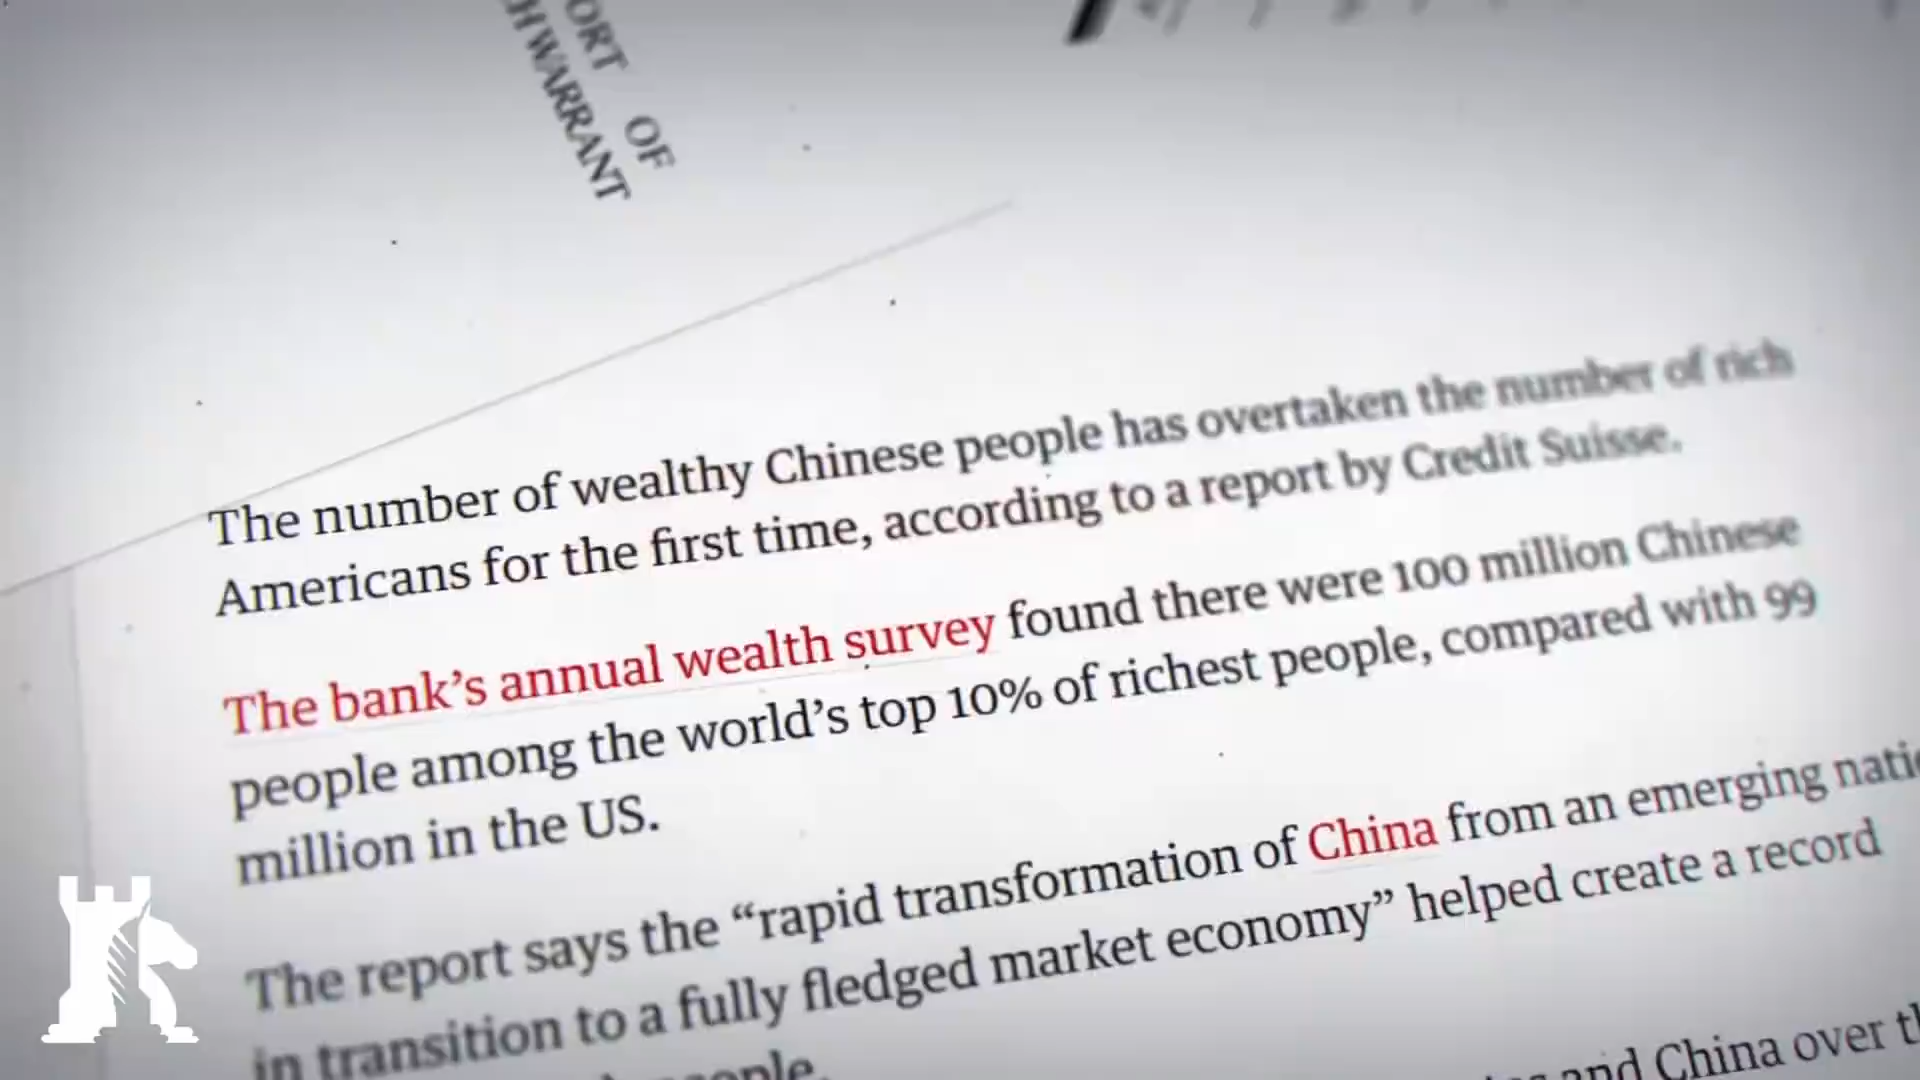 ORT OF
HWARRANT
The number of wealthy Chinese people has overtaken the number of rich
Americans for the first time, according to a report by Credit Suisse.
The bank’s annual wealth survey found there were 100 million Chinese
people among the world’s top 10% of richest people, compared with 99
million in the US.
The report says the “rapid transformation of China from an emerging natio
in transition to a fully fledged market economy” helped create a record
people.
and China over th